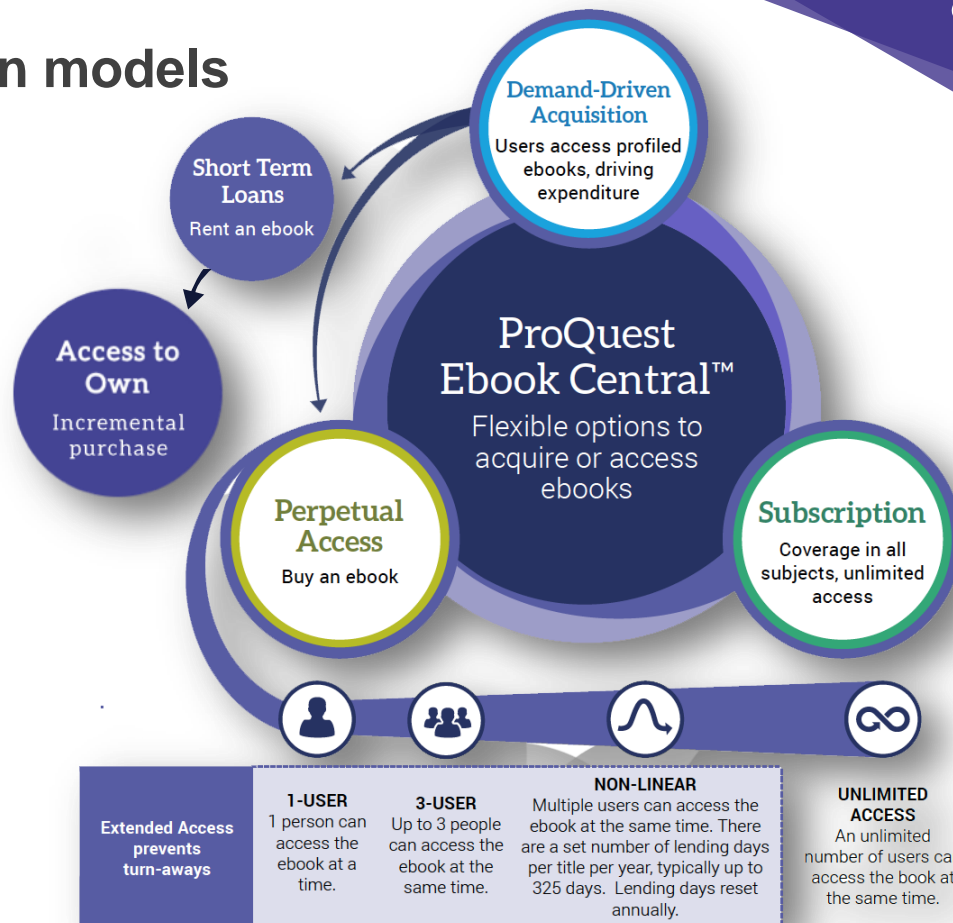 n models
Demand-Driven
Acquisition
Users access profiled
ebooks, driving
expenditure
Short Term
Loans
Rent an ebook
Access to
Own
Incremental
purchase
ProQuest
Ebook Central™
Flexible options to
acquire or access
ebooks
Perpetual
Access
Buy an ebook
Subscription
Coverage in all
subjects, unlimited
access
Extended Access
prevents
turn-aways
1-USER
1 person can
access the
ebook at a
time.
3-USER
Up to 3 people
can access the
ebook at the
same time.
NON-LINEAR
Multiple users can access the
ebook at the same time. There
are a set number of lending days
per title per year, typically up to
325 days. Lending days reset
annually.
UNLIMITED
ACCESS
An unlimited
number of users ca
access the book at
the same time.